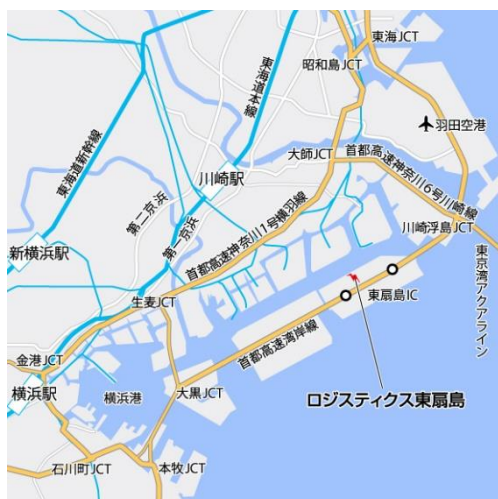 東海JCT
昭和島JCT
羽田空港
東海道本線
東海道新幹線
大師JCT
首都高速神奈川6号川崎線
川崎駅
第二京浜
第一京浜
首都高速神奈川1号横羽線
川崎浮島JCT
新横浜駅
東京湾アクアライン
生麦JCT
東扇島IC
首都高速湾岸線
金港JCT
横浜駅
横浜港
大黒JCT
ロジスティクス東扇島
石川町JCT
本牧JCT